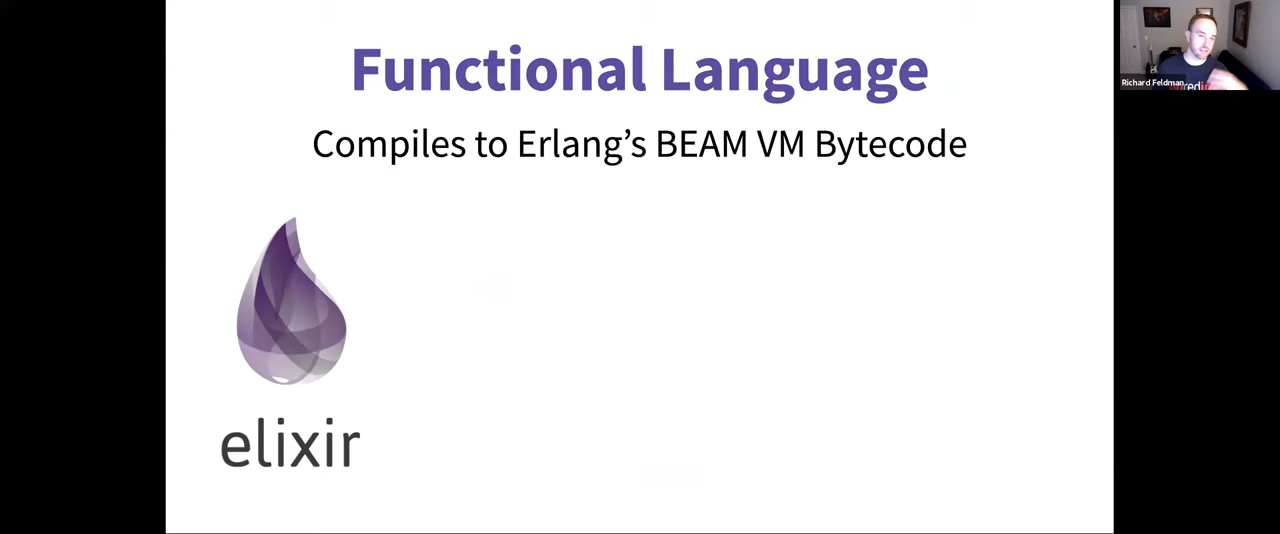 Functional Language
Compiles to Erlang’s BEAM VM Bytecode
elixir
Richard Feldman